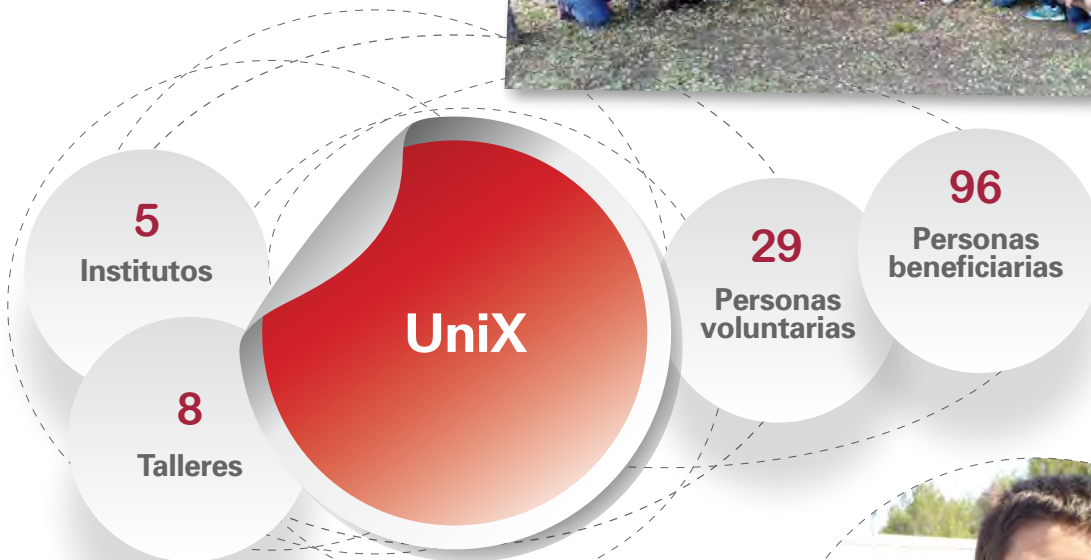 5
Institutos
8
Talleres
UniX
29
Personas
voluntarias
96
Personas
beneficiarias